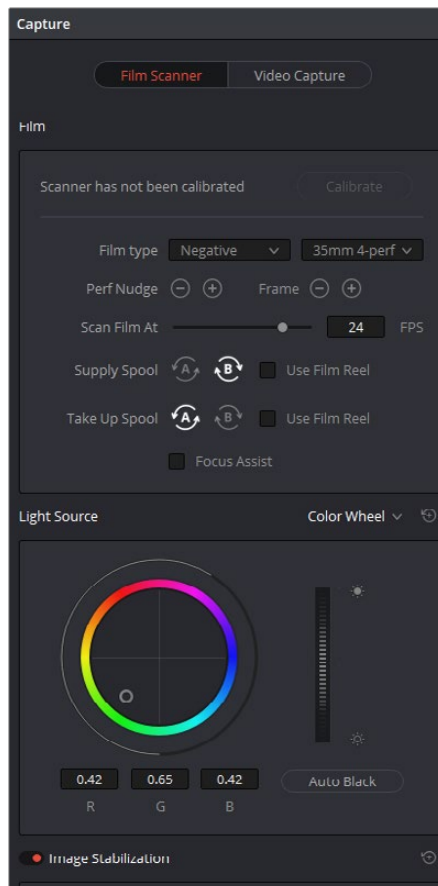 Capture
Film Scanner Video Capture
Film
Scanner has not been calibrated Calibrate
Film type Negative 35mm 4-perf
Perf Nudge Frame
Scan Film At 24 FPS
Supply Spool A B Use Film Reel
Take Up Spool A B Use Film Reel
Focus Assist
Light Source Color Wheel
0.42 0.65 0.42 Auto Black
R G B
Image Stabilization